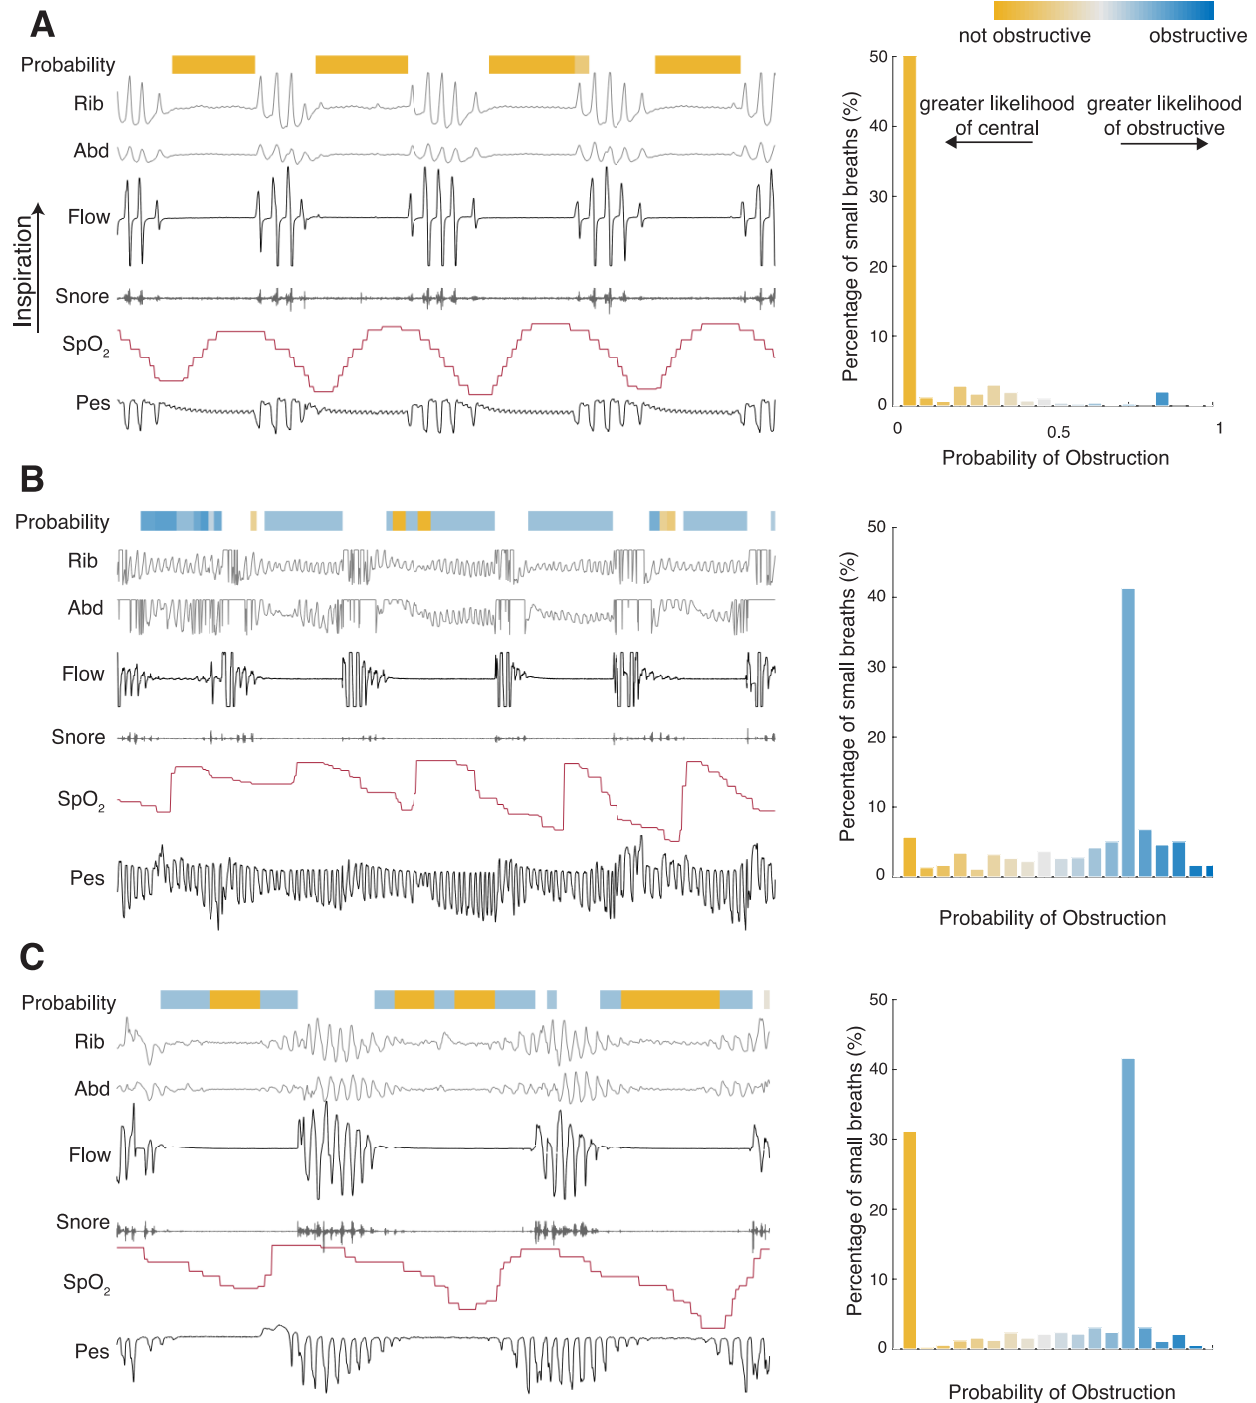 A
not obstructive obstructive
Probability
Rib
Abd
Flow
Snore
SpO2
Pes
Inspiration
Percentage of small breaths (%)
50
40
30
20
10
0
greater likelihood
of central
greater likelihood
of obstructive
0 0.5 1
Probability of Obstruction
B
Probability
Rib
Abd
Flow
Snore
SpO2
Pes
Percentage of small breaths (%)
50
40
30
20
10
0
Probability of Obstruction
C
Probability
Rib
Abd
Flow
Snore
SpO2
Pes
Percentage of small breaths (%)
50
40
30
20
10
0
Probability of Obstruction